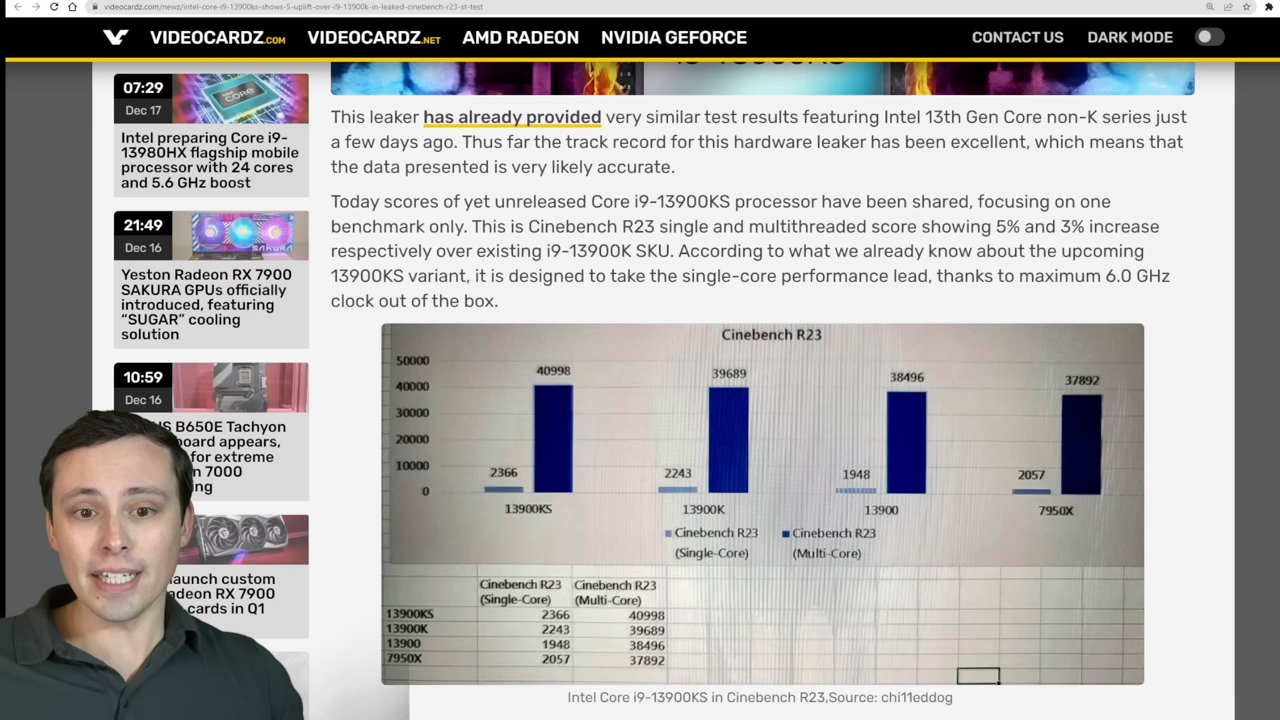 videocardz.com/newz/intel-core-i9-13900ks-shows-5-uplift-over-i9-13900k-in-leaked-cinebench-r23-st-test
VIDEOCARDZ.COM VIDEOCARDZ.NET AMD RADEON NVIDIA GEFORCE CONTACT US DARK MODE
07:29
Dec 17
Intel preparing Core i9-
13980HX flagship mobile
processor with 24 cores
and 5.6 GHz boost
21:49
Dec 16
Yeston Radeon RX 7900
SAKURA GPUs officially
introduced, featuring
“SUGAR” cooling
solution
10:59
Dec 16
US B650E Tachyon
board appears,
for extreme
n 7000
ing
launch custom
adeon RX 7900
cards in Q1
This leaker has already provided very similar test results featuring Intel 13th Gen Core non-K series just
a few days ago. Thus far the track record for this hardware leaker has been excellent, which means that
the data presented is very likely accurate.
Today scores of yet unreleased Core i9-13900KS processor have been shared, focusing on one
benchmark only. This is Cinebench R23 single and multithreaded score showing 5% and 3% increase
respectively over existing i9-13900K SKU. According to what we already know about the upcoming
13900KS variant, it is designed to take the single-core performance lead, thanks to maximum 6.0 GHz
clock out of the box.
Cinebench R23
50000
40000
30000
20000
10000
0
2366 40998 2243 39689 1948 38496 2057 37892
13900KS 13900K 13900 7950X
Cinebench R23 Cinebench R23
(Single-Core) (Multi-Core)
Cinebench R23 Cinebench R23
(Single-Core) (Multi-Core)
13900KS 2366 40998
13900K 2243 39689
13900 1948 38496
7950X 2057 37892
Intel Core i9-13900KS in Cinebench R23,Source: chi11eddog